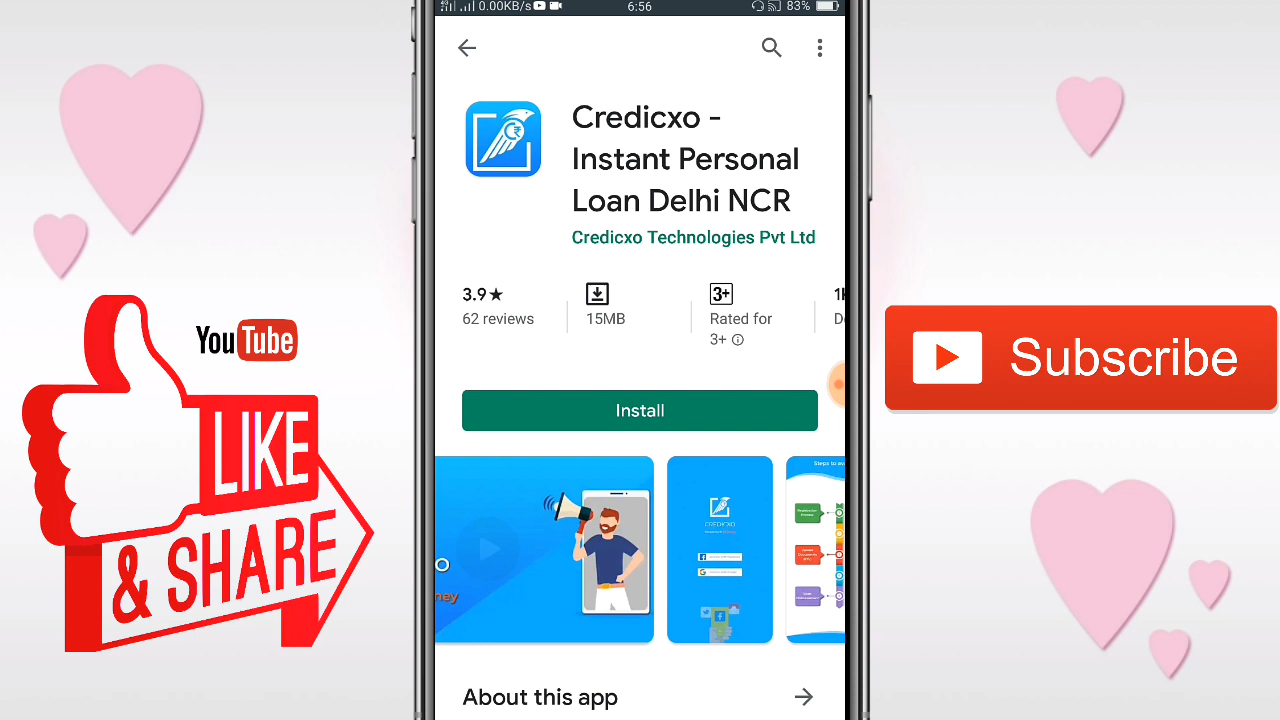 0.00KB/s
6:56
83%
Credicxo -
Instant Personal
Loan Delhi NCR
Credicxo Technologies Pvt Ltd
3.9★
62 reviews
15MB
3+
Rated for
3+
Install
CREDICXO
About this app
YouTube
LIKE
& SHARE
Subscribe